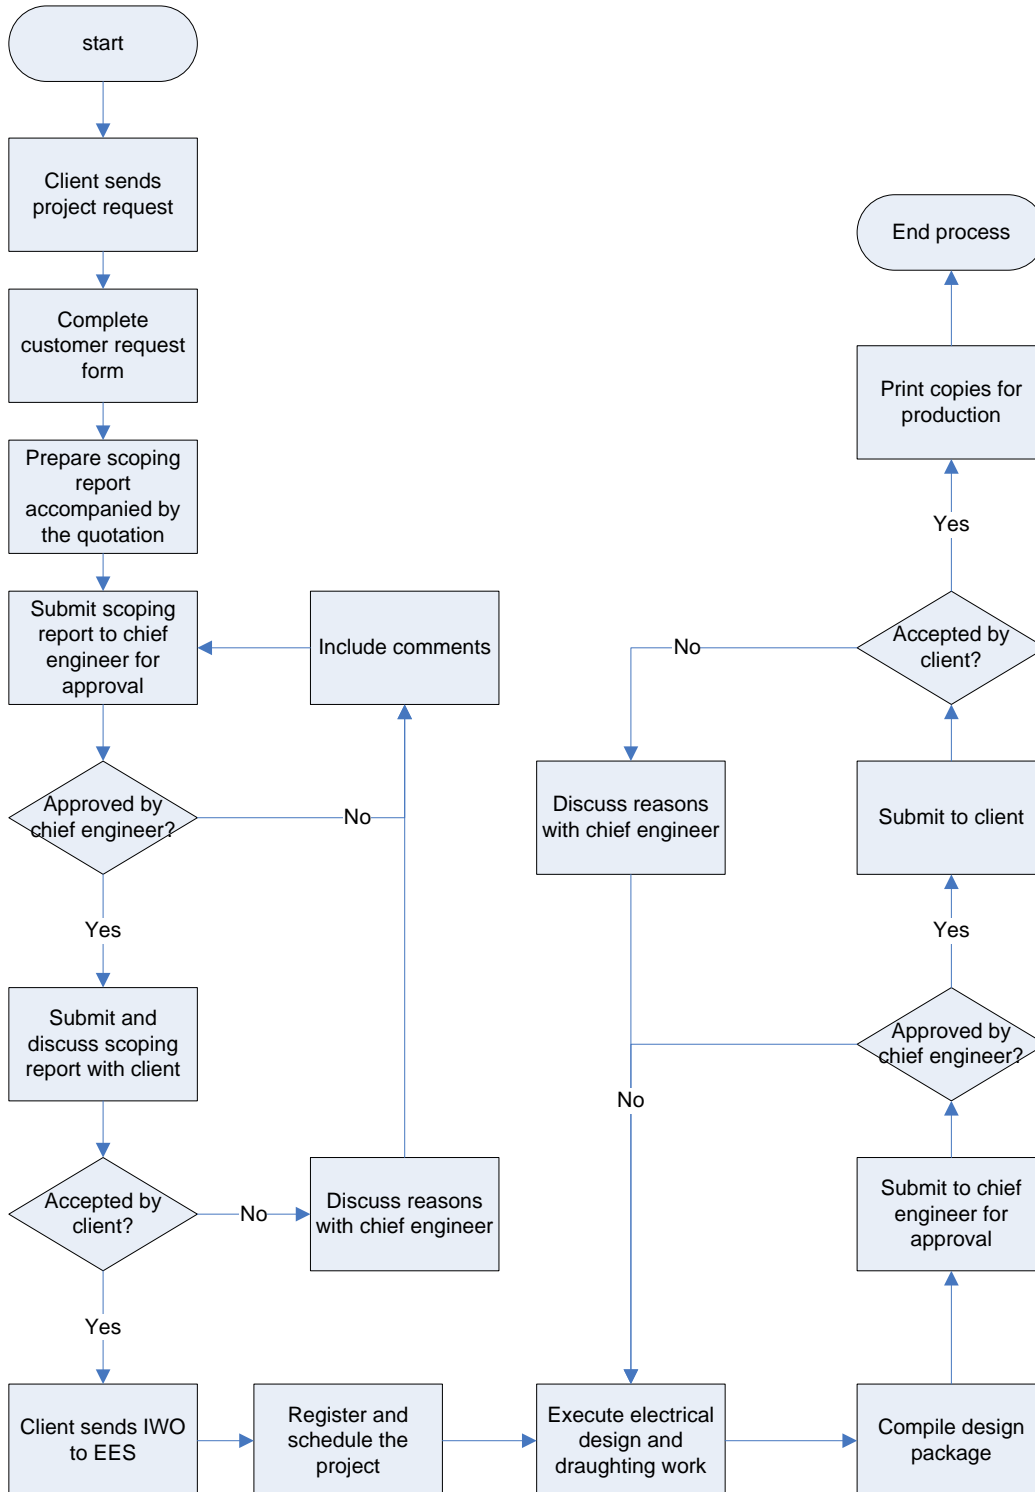 start
Client sends
project request
Complete
customer request
form
Prepare scoping
report
accompanied by
the quotation
Submit scoping
report to chief
engineer for
approval
Include comments
Approved by
chief engineer?
No
Yes
Submit and
discuss scoping
report with client
Accepted by
client?
No
Discuss reasons
with chief engineer
Yes
Client sends IWO
to EES
Register and
schedule the
project
Execute electrical
design and
draughting work
Compile design
package
Submit to chief
engineer for
approval
Approved by
chief engineer?
No
Yes
Submit to client
Accepted by
client?
No
Discuss reasons
with chief engineer
Yes
Print copies for
production
End process